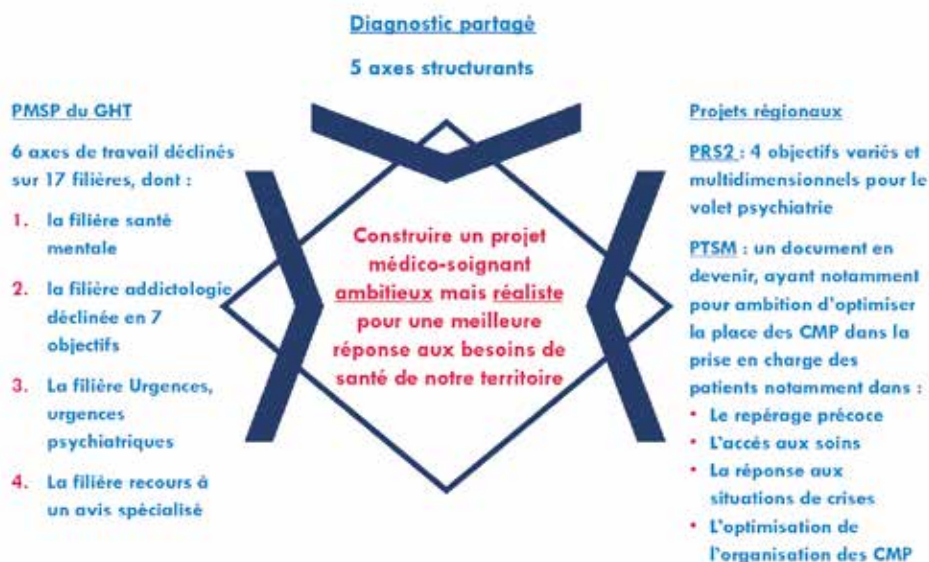 Diagnostic partagé
5 axes structurants
PMSP du GHT
6 axes de travail déclinés
sur 17 filières, dont :
1. la filière santé
mentale
2. la filière addictologie
déclinée en 7
objectifs
3. La filière Urgences,
urgences
psychiatriques
4. La filière recours à
un avis spécialisé
Construire un projet
médico-soignant
ambitieux mais réaliste
pour une meilleure
réponse aux besoins de
santé de notre territoire
Projets régionaux
PRS2 : 4 objectifs variés et
multidimensionnels pour le
volet psychiatrie
PTSM : un document en
devenir, ayant notamment
pour ambition d'optimiser
la place des CMP dans la
prise en charge des
patients notamment dans :
• Le repérage précoce
• L'accès aux soins
• La réponse aux
situations de crises
• L'optimisation de
l'organisation des CMP